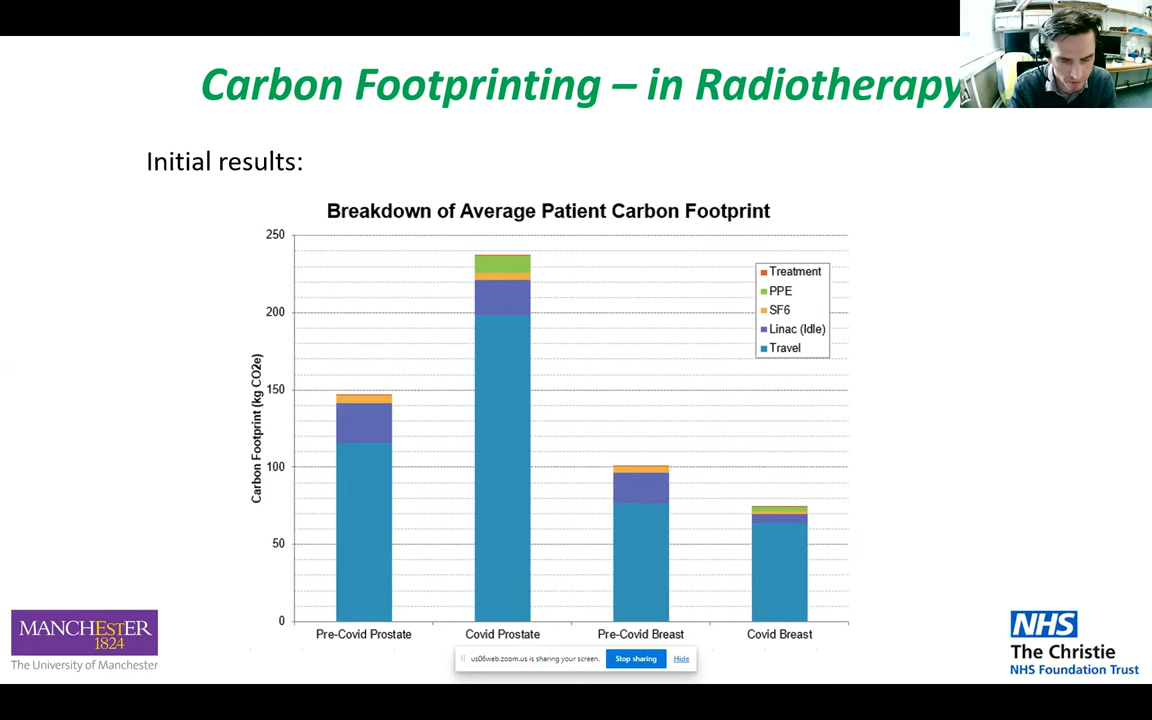 Carbon Footprinting – in Radiotherapy
Initial results:
Breakdown of Average Patient Carbon Footprint
250
200
150
100
50
0
Carbon Footprint (kg CO2e)
Treatment
PPE
SF6
Linac (Idle)
Travel
Pre-Covid Prostate
Covid Prostate
Pre-Covid Breast
Covid Breast
us06web.zoom.us is sharing your screen.
Stop sharing
Hide
MANCHESTER
1824
The University of Manchester
NHS
The Christie
NHS Foundation Trust